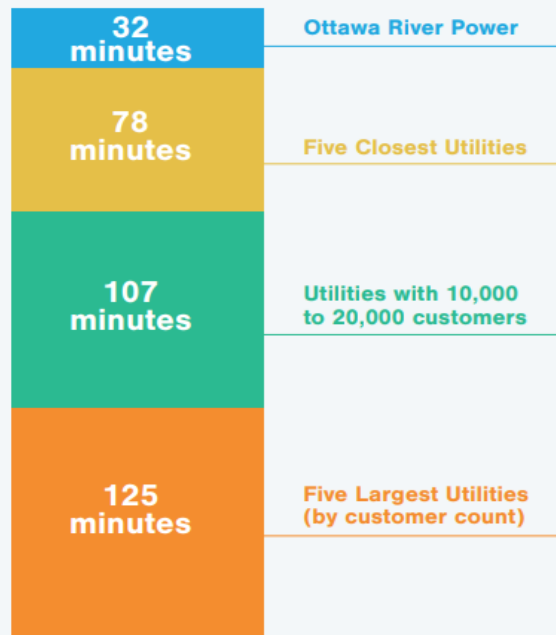 32
minutes
Ottawa River Power
78
minutes
Five Closest Utilities
107
minutes
Utilities with 10,000
to 20,000 customers
125
minutes
Five Largest Utilities
(by customer count)